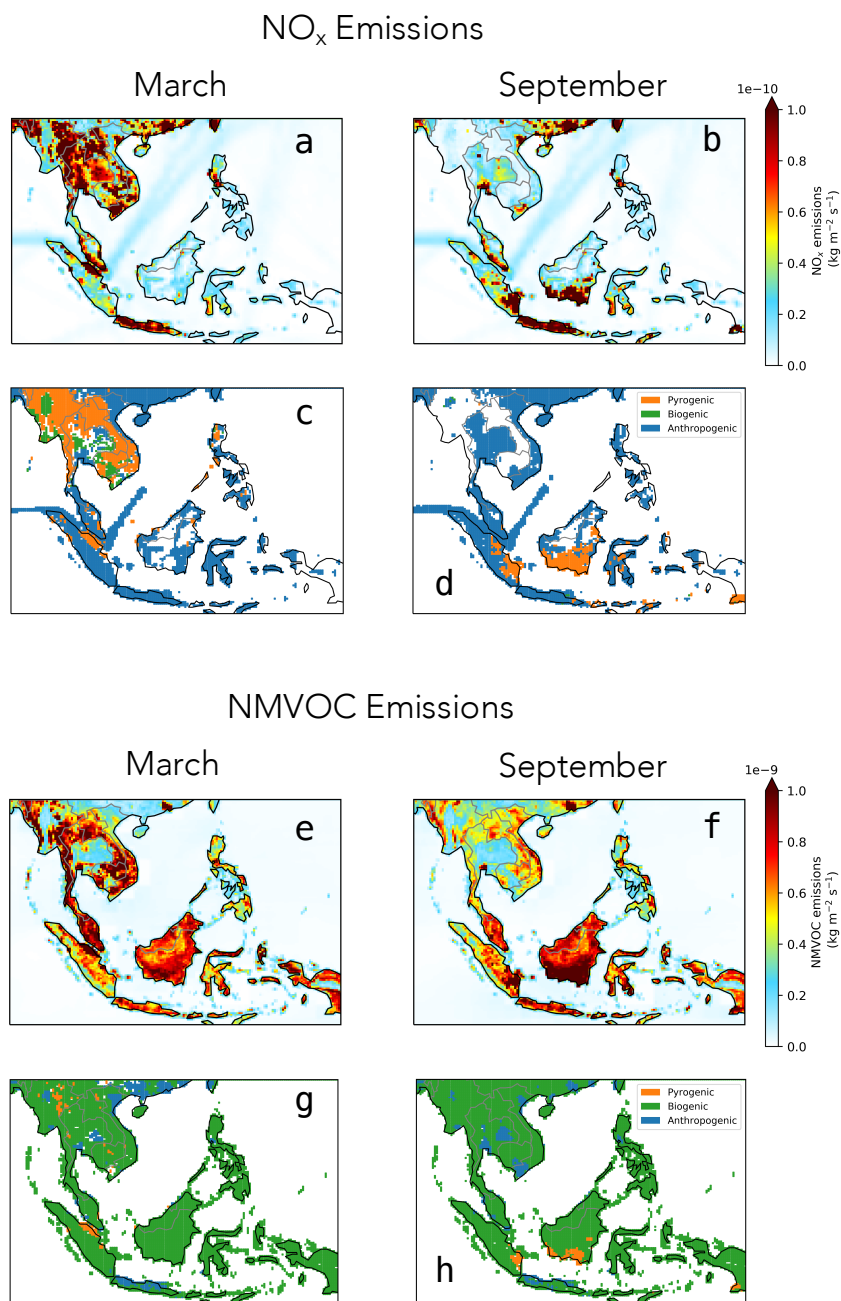 NOx Emissions
March
September
a
b
1e−10
1.0
0.8
0.6
0.4
0.2
0.0
NOx emissions
(kg m−2 s−1)
c
d
Pyrogenic
Biogenic
Anthropogenic
NMVOC Emissions
March
September
e
f
1e−9
1.0
0.8
0.6
0.4
0.2
0.0
NMVOC emissions
(kg m−2 s−1)
g
h
Pyrogenic
Biogenic
Anthropogenic